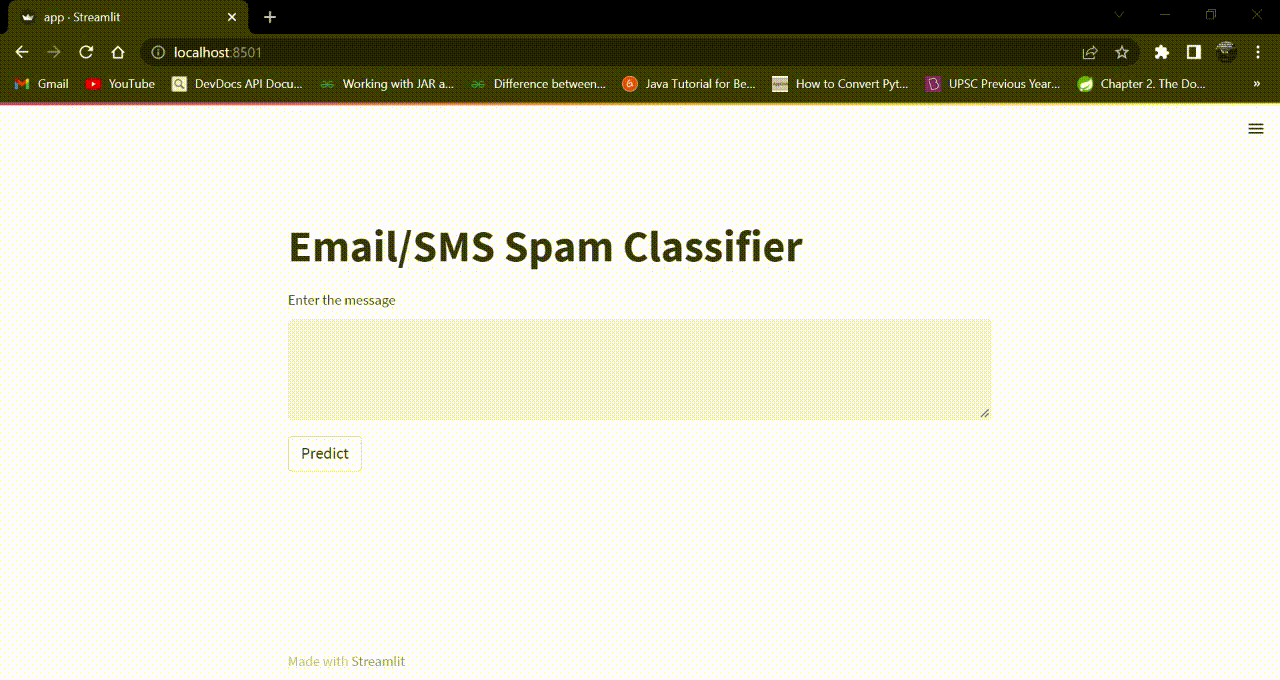 app · Streamlit
localhost:8501
Gmail YouTube DevDocs API Docu... Working with JAR a... Difference between... Java Tutorial for Be... How to Convert Pyt... UPSC Previous Year... Chapter 2. The Do... »
Email/SMS Spam Classifier
Enter the message
Predict
Made with Streamlit